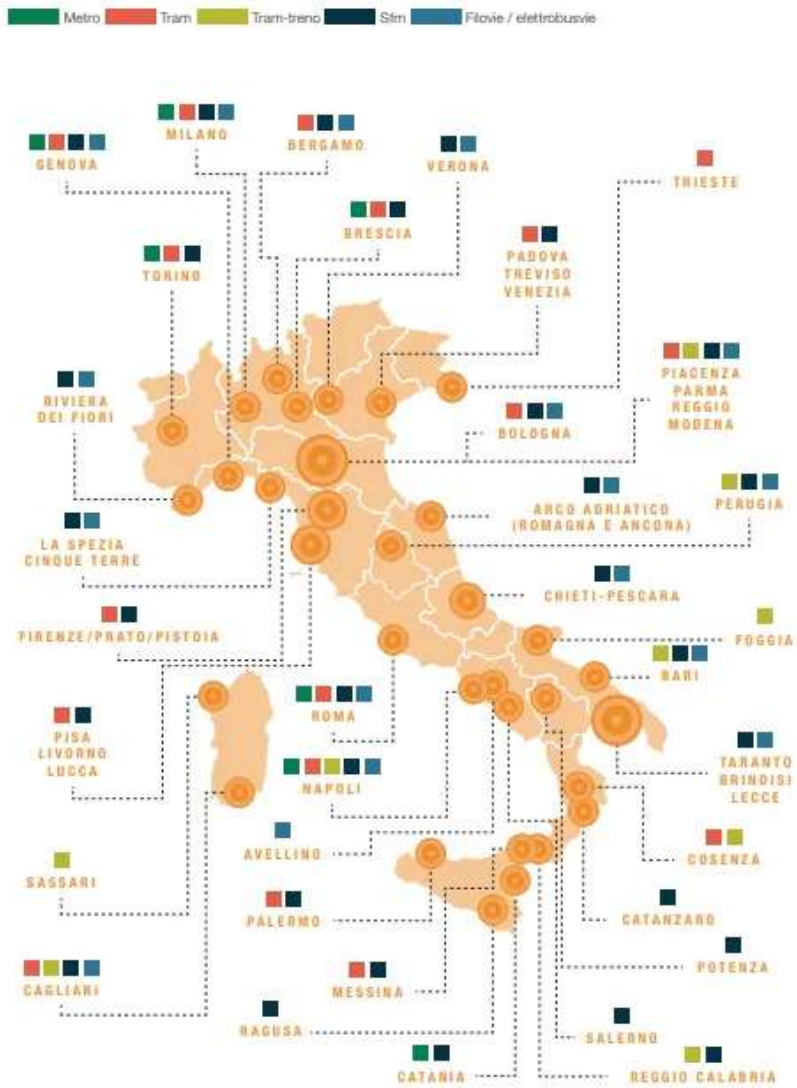 Metro Tram Tram-treno Sfm Filovie / elettrobusvie
MILANO
BERGAMO
GENOVA
VERONA
TRIESTE
BRESCIA
PADOVA
TREVISO
VENEZIA
TORINO
PIACENZA
PARMA
REGGIO
MODENA
RIVIERA
DEI FIORI
BOLOGNA
PERUGIA
ARCO ADRIATICO
(ROMAGNA E ANCONA)
LA SPEZIA
CINQUE TERRE
CHIETI-PESCARA
FIRENZE/PRATO/PISTOIA
FOGGIA
BARI
ROMA
PISA
LIVORNO
LUCCA
TARANTO
BRINDISI
LECCE
NAPOLI
AVELLINO
COSENZA
SASSARI
PALERMO
CATANZARO
POTENZA
CAGLIARI
MESSINA
RAGUSA
SALERNO
CATANIA
REGGIO CALABRIA